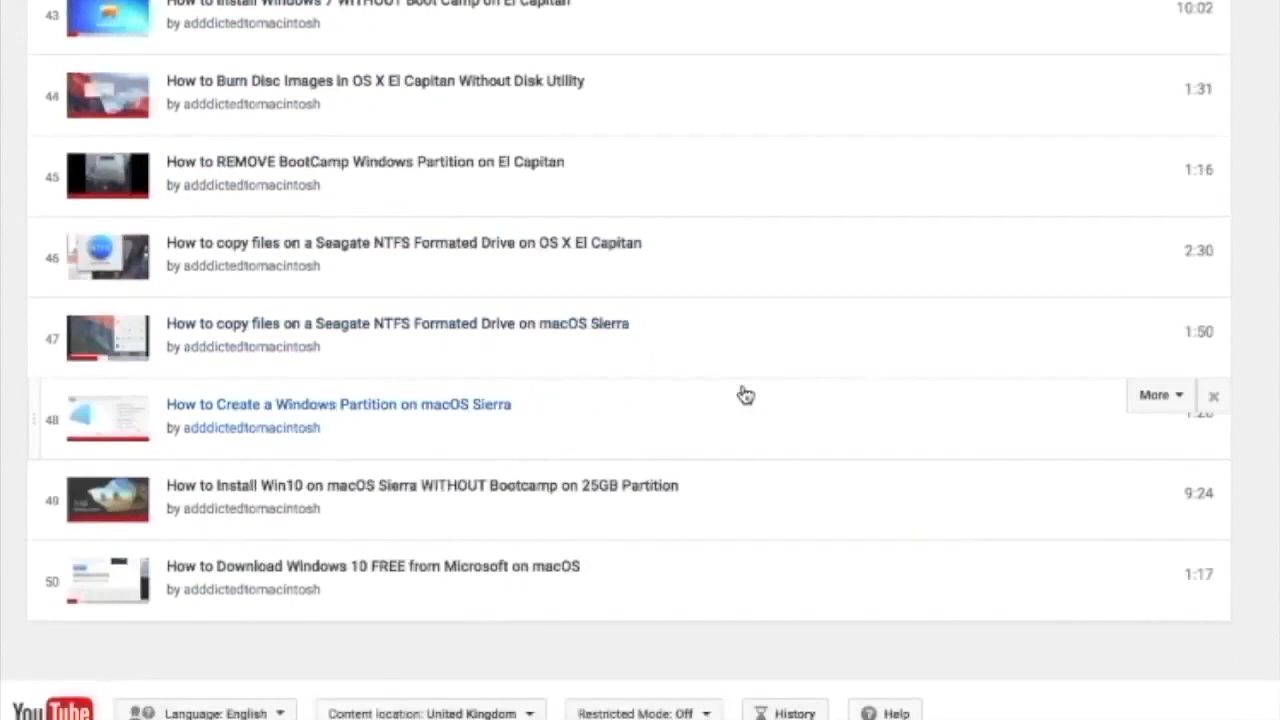 43
How to Install Windows 7 WITHOUT Boot Camp on El Capitan
by adddictedtomacintosh
10:02
44
How to Burn Disc Images in OS X El Capitan Without Disk Utility
by adddictedtomacintosh
1:31
45
How to REMOVE BootCamp Windows Partition on El Capitan
by adddictedtomacintosh
1:16
46
How to copy files on a Seagate NTFS Formated Drive on OS X El Capitan
by adddictedtomacintosh
2:30
47
How to copy files on a Seagate NTFS Formated Drive on macOS Sierra
by adddictedtomacintosh
1:50
48
How to Create a Windows Partition on macOS Sierra
by adddictedtomacintosh
More
49
How to Install Win10 on macOS Sierra WITHOUT Bootcamp on 25GB Partition
by adddictedtomacintosh
9:24
50
How to Download Windows 10 FREE from Microsoft on macOS
by adddictedtomacintosh
1:17
YouTube
Language: English
Content location: United Kingdom
Restricted Mode: Off
History
Help